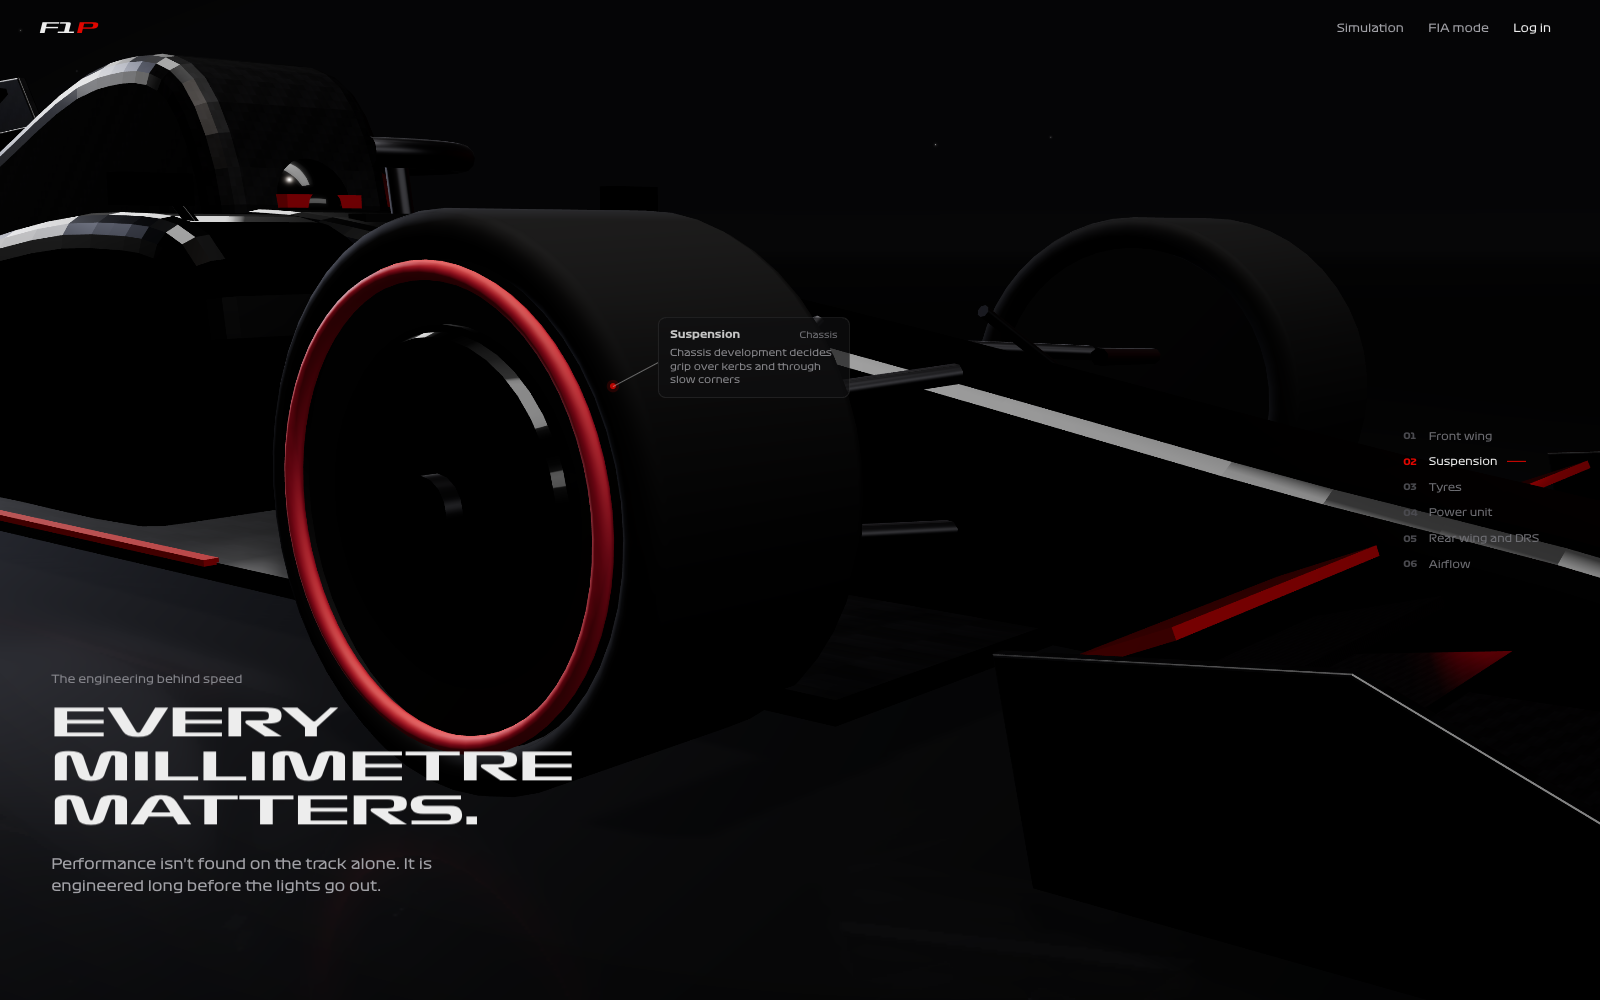 F1P
Simulation
FIA mode
Log in
Suspension
Chassis
Chassis development decides
grip over kerbs and through
slow corners
01 Front wing
02 Suspension
03 Tyres
04 Power unit
05 Rear wing and DRS
06 Airflow
The engineering behind speed
EVERY
MILLIMETRE
MATTERS.
Performance isn't found on the track alone. It is
engineered long before the lights go out.